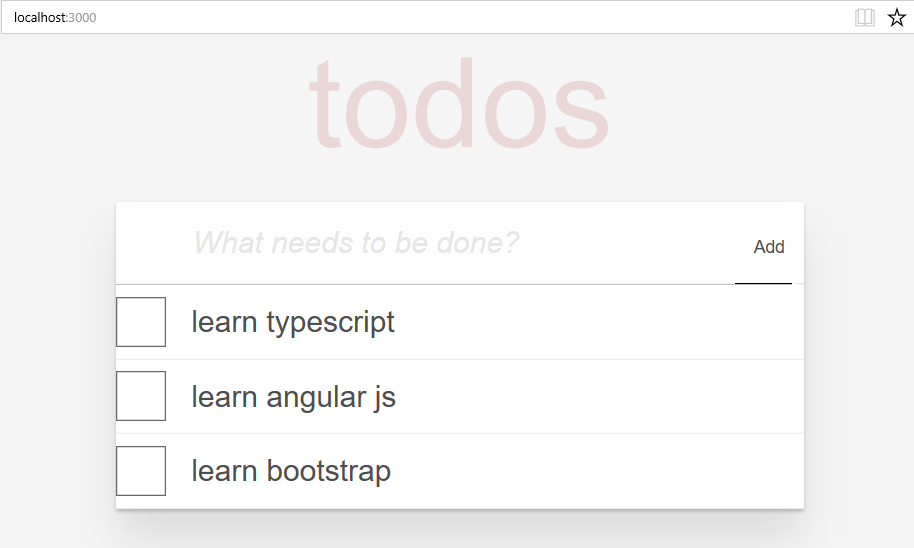 localhost:3000
todos
What needs to be done?
Add
learn typescript
learn angular js
learn bootstrap